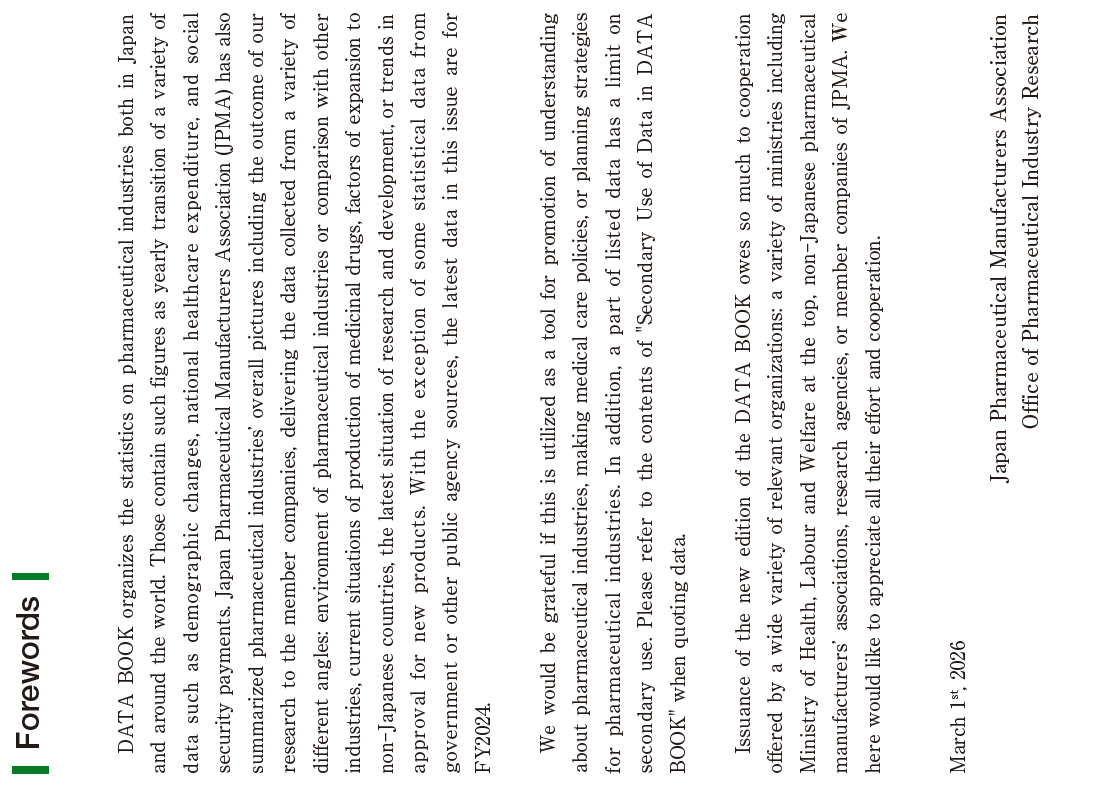 Forewords
DATA BOOK organizes the statistics on pharmaceutical industries both in Japan
and around the world. Those contain such figures as yearly transition of a variety of
data such as demographic changes, national healthcare expenditure, and social
security payments. Japan Pharmaceutical Manufacturers Association (JPMA) has also
summarized pharmaceutical industries' overall pictures including the outcome of our
research to the member companies, delivering the data collected from a variety of
different angles: environment of pharmaceutical industries or comparison with other
industries, current situations of production of medicinal drugs, factors of expansion to
non-Japanese countries, the latest situation of research and development, or trends in
approval for new products. With the exception of some statistical data from
government or other public agency sources, the latest data in this issue are for
FY2024.
We would be grateful if this is utilized as a tool for promotion of understanding
about pharmaceutical industries, making medical care policies, or planning strategies
for pharmaceutical industries. In addition, a part of listed data has a limit on
secondary use. Please refer to the contents of "Secondary Use of Data in DATA
BOOK" when quoting data.
Issuance of the new edition of the DATA BOOK owes so much to cooperation
offered by a wide variety of relevant organizations: a variety of ministries including
Ministry of Health, Labour and Welfare at the top, non-Japanese pharmaceutical
manufacturers' associations, research agencies, or member companies of JPMA. We
here would like to appreciate all their effort and cooperation.
March 1st, 2026
Japan Pharmaceutical Manufacturers Association
Office of Pharmaceutical Industry Research